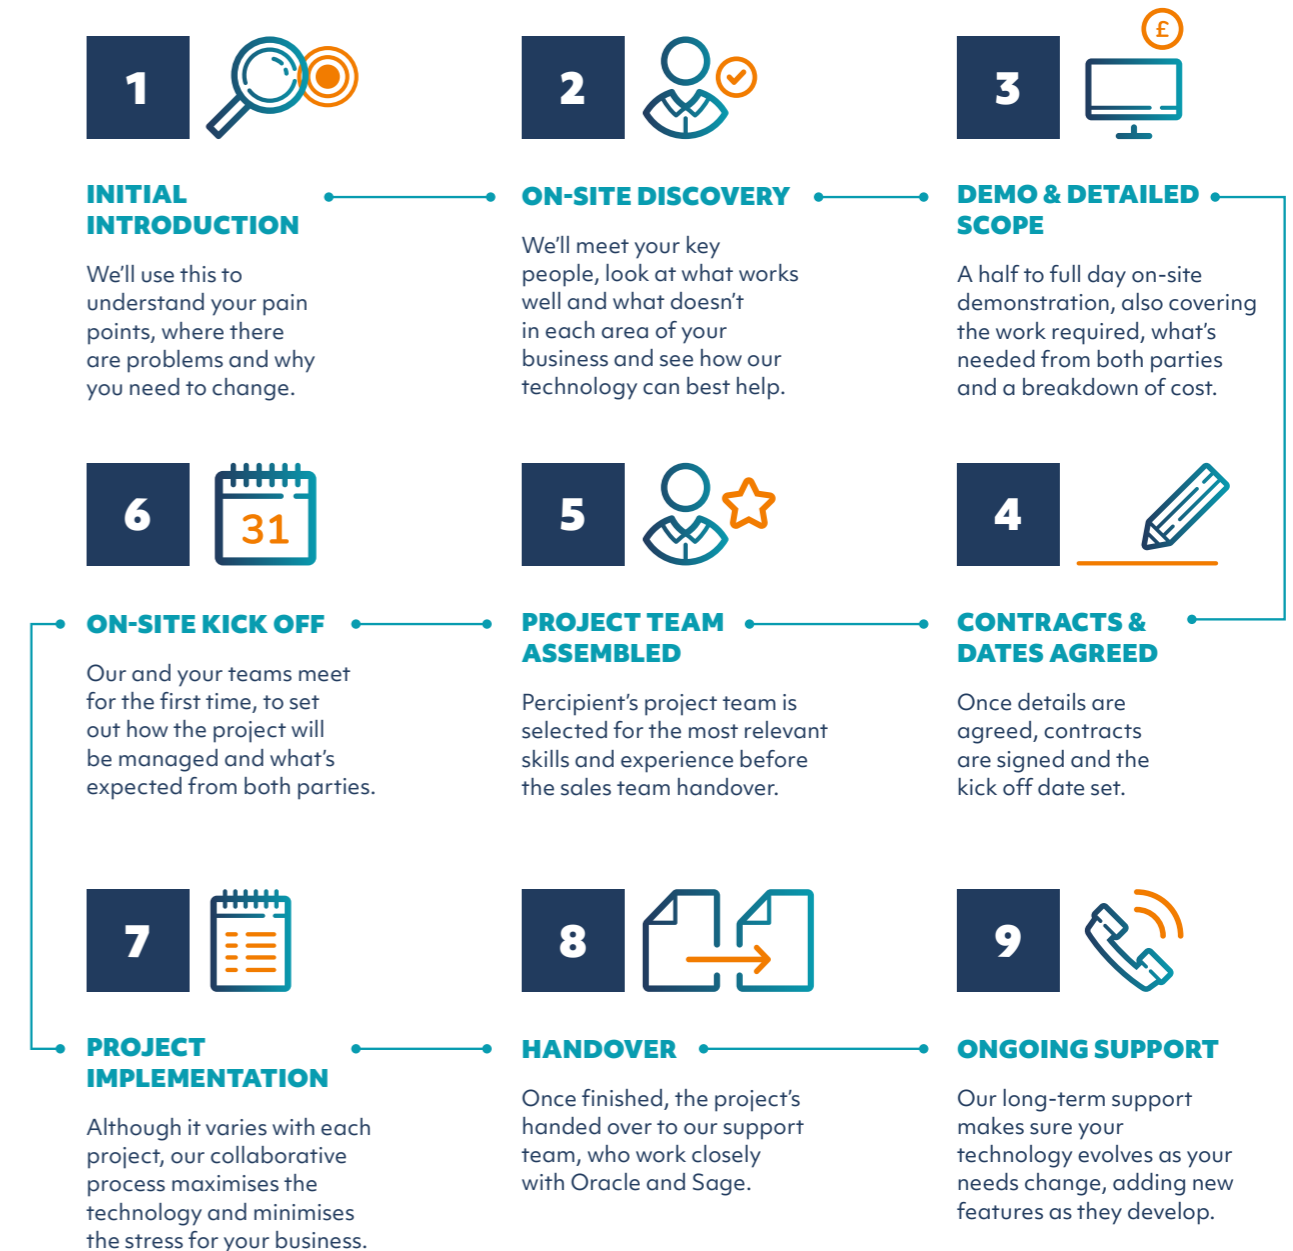 1
INITIAL
INTRODUCTION
We'll use this to
understand your pain
points, where there
are problems and why
you need to change.
2
ON-SITE DISCOVERY
We'll meet your key
people, look at what works
well and what doesn't
in each area of your
business and see how our
technology can best help.
£
3
DEMO & DETAILED
SCOPE
A half to full day on-site
demonstration, also covering
the work required, what's
needed from both parties
and a breakdown of cost.
4
CONTRACTS &
DATES AGREED
Once details are
agreed, contracts
are signed and the
kick off date set.
5
PROJECT TEAM
ASSEMBLED
Percipient's project team is
selected for the most relevant
skills and experience before
the sales team handover.
6
31
ON-SITE KICK OFF
Our and your teams meet
for the first time, to set
out how the project will
be managed and what's
expected from both parties.
7
PROJECT
IMPLEMENTATION
Although it varies with each
project, our collaborative
process maximises the
technology and minimises
the stress for your business.
8
HANDOVER
Once finished, the project's
handed over to our support
team, who work closely
with Oracle and Sage.
9
ONGOING SUPPORT
Our long-term support
makes sure your
technology evolves as your
needs change, adding new
features as they develop.